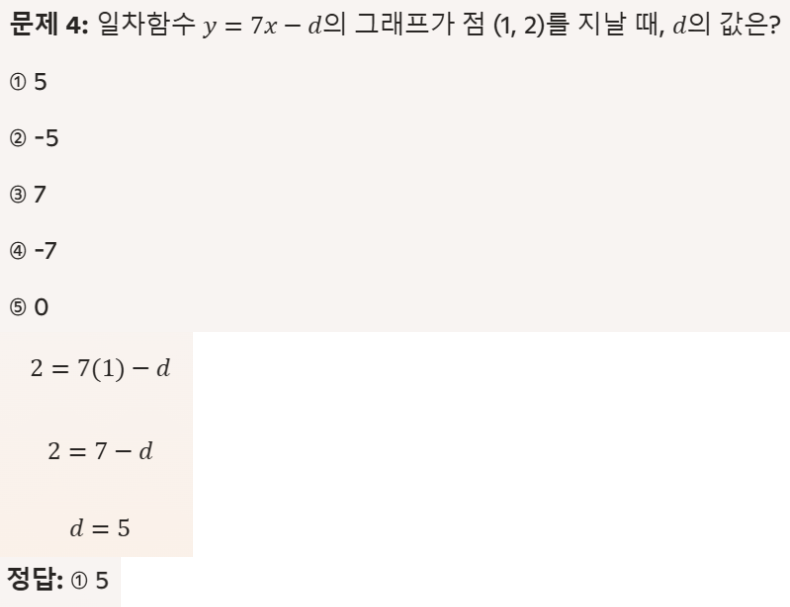 문제 4: 일차함수 y = 7x − d의 그래프가 점 (1, 2)를 지날 때, d의 값은?
① 5
② -5
③ 7
④ -7
⑤ 0
2 = 7(1) − d
2 = 7 − d
d = 5
정답: ① 5